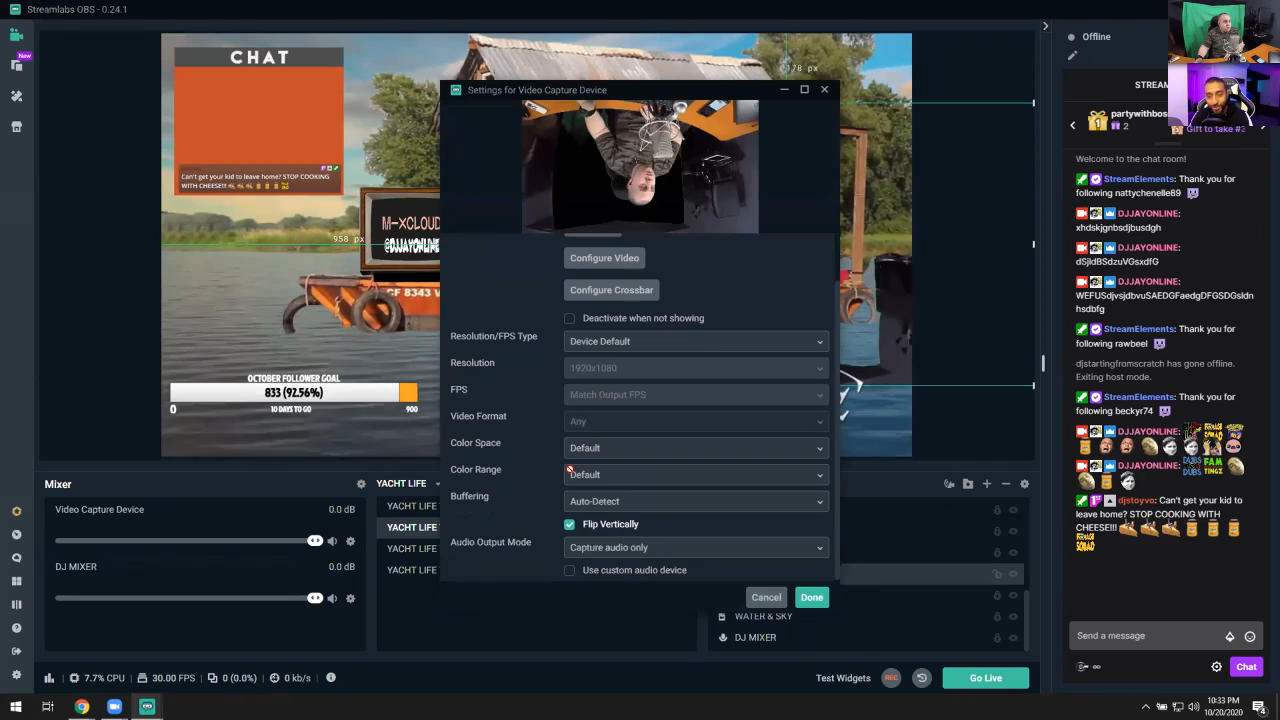 Streamlabs OBS - 0.24.1
New
CHAT
Can't get your kid to leave home? STOP COOKING
WITH CHEESE!!!
958 px
178 px
M-XCLOUD
@DJJAYONLINE
CF 8343 V
OCTOBER FOLLOWER GOAL
833 (92.56%)
0
10 DAYS TO GO
900
Settings for Video Capture Device
Configure Video
Configure Crossbar
Deactivate when not showing
Resolution/FPS Type
Device Default
Resolution
1920x1080
FPS
Match Output FPS
Video Format
Any
Color Space
Default
Color Range
Default
Buffering
Auto-Detect
Flip Vertically
Audio Output Mode
Capture audio only
Use custom audio device
Cancel
Done
Mixer
Video Capture Device
0.0 dB
DJ MIXER
0.0 dB
YACHT LIFE
YACHT LIFE
YACHT LIFE
YACHT LIFE
YACHT LIFE
WATER & SKY
DJ MIXER
7.7% CPU
30.00 FPS
0 (0.0%)
0 kb/s
Test Widgets
REC
Go Live
Offline
STREAM
partywithbos
2
Gift to take #
Welcome to the chat room!
StreamElements: Thank you for
following nattychenelle89
DJJAYONLINE:
xhdskjgnbsdjbusdgh
DJJAYONLINE:
dSjldBSdzuVGsxdfG
DJJAYONLINE:
WEFUSdjvsjdbvuSAEDGFaedgDFGSDGsldn
hsdbfg
StreamElements: Thank you for
following rawbeel
djstartingfromscratch has gone offline.
Exiting host mode.
StreamElements: Thank you for
following beckyr74
DJJAYONLINE:
DJJAYONLINE:
djstoyvo: Can't get your kid to
leave home? STOP COOKING WITH
CHEESE!!!
Send a message
Chat
10:33 PM
10/20/2020
4